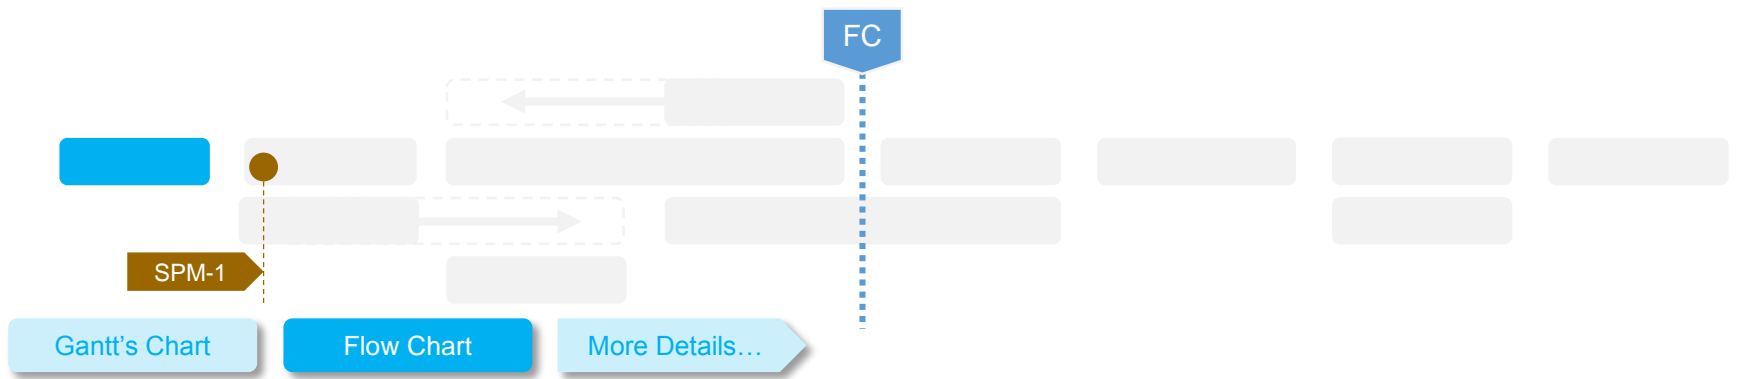 FC
SPM-1
Gantt’s Chart
Flow Chart
More Details…